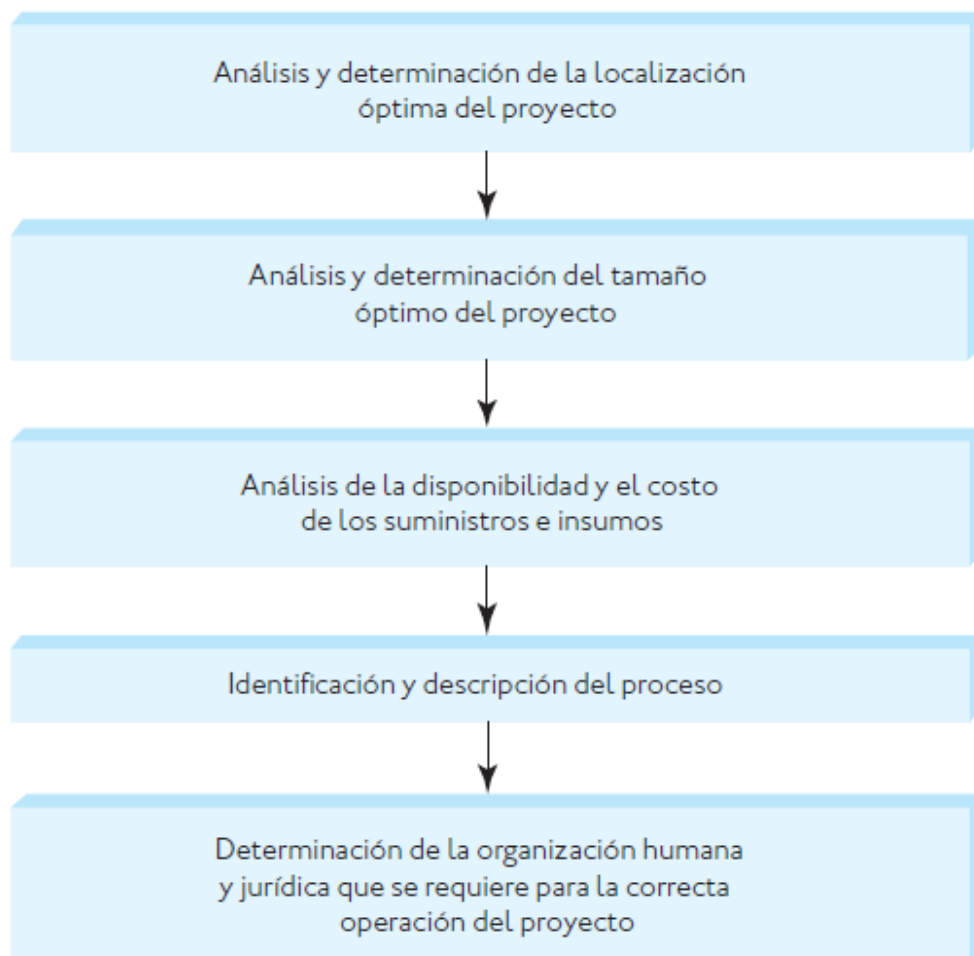 Análisis y determinación de la localización
óptima del proyecto
Análisis y determinación del tamaño
óptimo del proyecto
Análisis de la disponibilidad y el costo
de los suministros e insumos
Identificación y descripción del proceso
Determinación de la organización humana
y jurídica que se requiere para la correcta
operación del proyecto